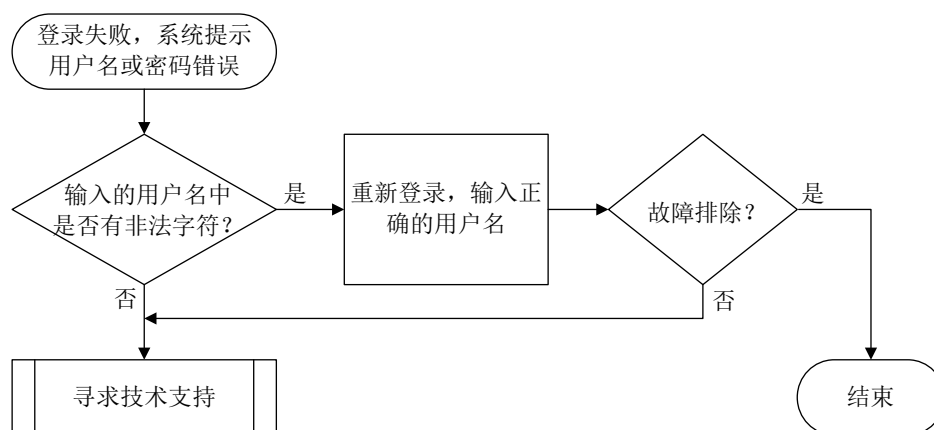 登录失败，系统提示
用户名或密码错误
输入的用户名中
是否有非法字符？
是
重新登录，输入正
确的用户名
故障排除？
是
否
否
寻求技术支持
结束